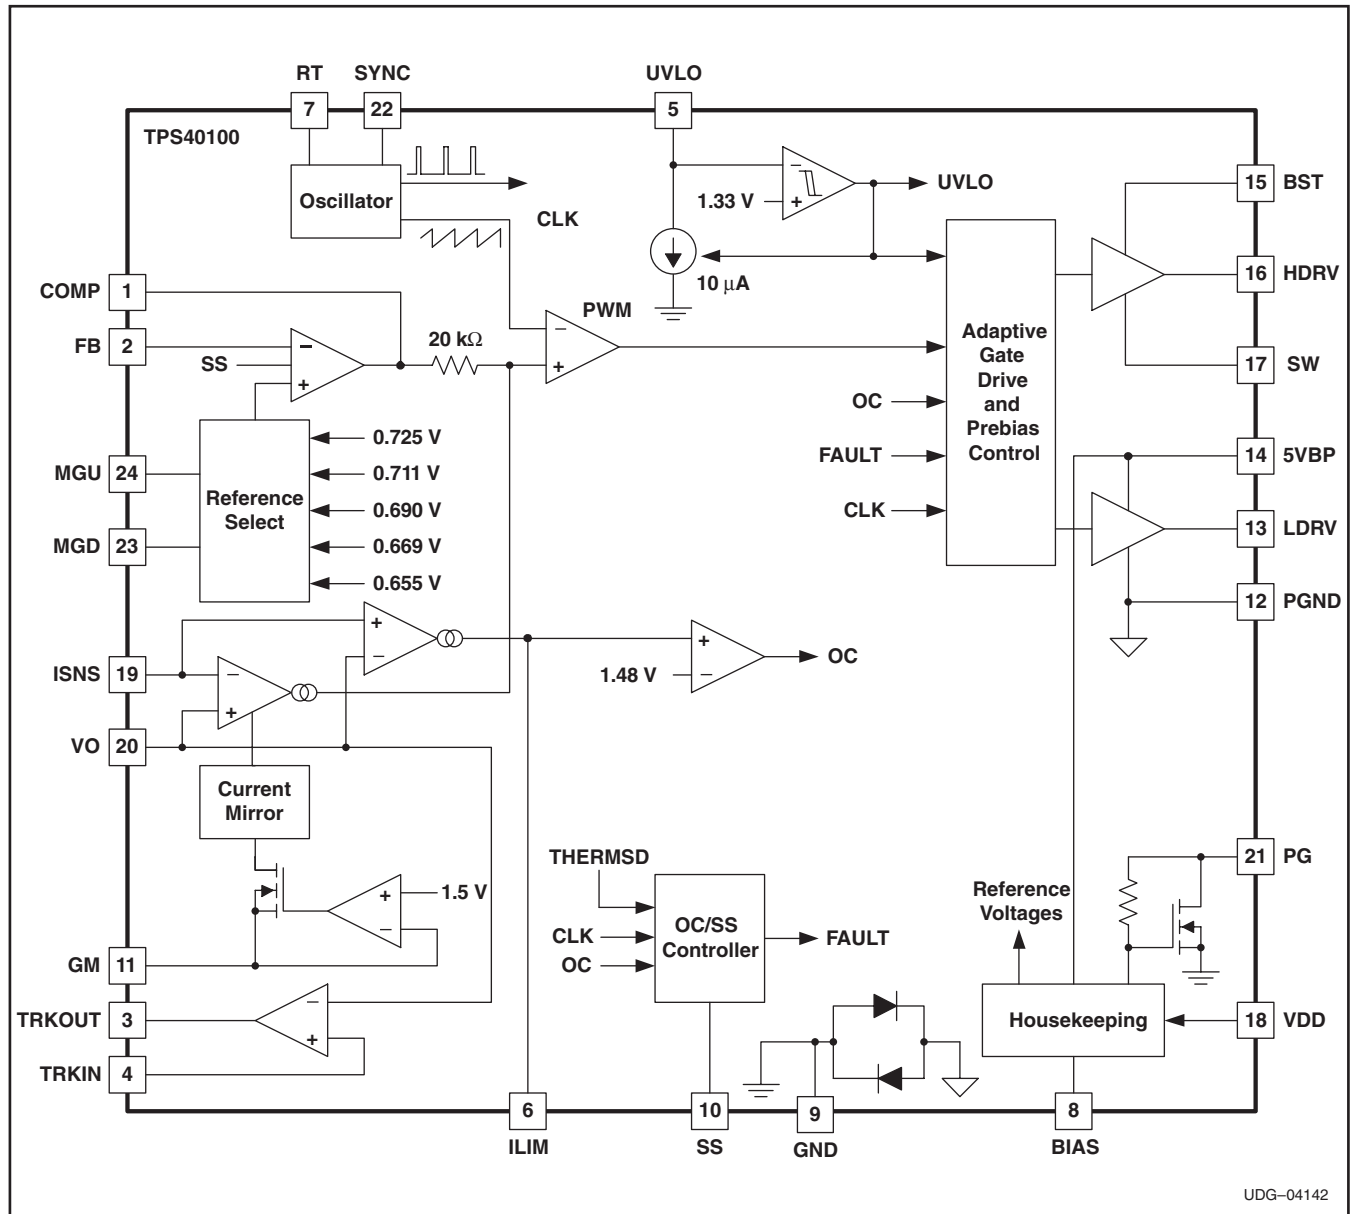 RT SYNC UVLO
7 22 5
TPS40100
Oscillator
CLK
−
+
1.33 V
UVLO
10 µA
15 BST
16 HDRV
17 SW
14 5VBP
13 LDRV
12 PGND
COMP 1
FB 2
SS
−
+
20 kΩ
PWM
−
+
Adaptive
Gate
Drive
and
Prebias
Control
OC
FAULT
CLK
MGU 24
MGD 23
Reference
Select
0.725 V
0.711 V
0.690 V
0.669 V
0.655 V
ISNS 19
VO 20
+
−
−
+
+
−
1.48 V
OC
Current
Mirror
+
−
1.5 V
GM 11
TRKOUT 3
TRKIN 4
−
+
THERMSD
CLK
OC
OC/SS
Controller
FAULT
Reference
Voltages
Housekeeping
21 PG
18 VDD
6 10 9 8
ILIM SS GND BIAS
UDG–04142